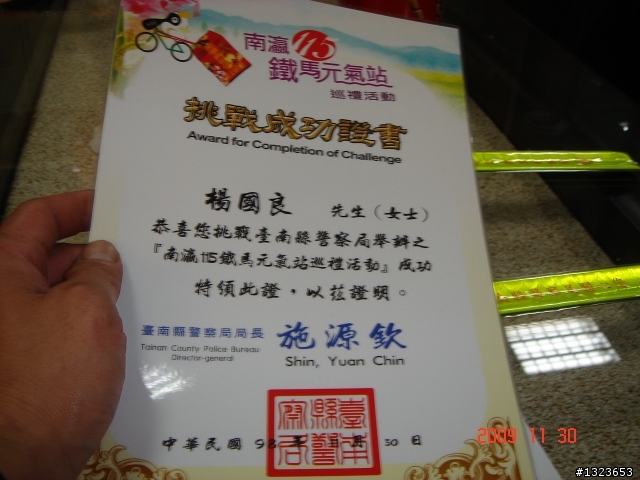 南瀛115
鐵馬元氣站
巡禮活動
挑戰成功證書
Award for Completion of Challenge
楊國良 先生（女士）
恭喜您挑戰臺南縣警察局舉辦之
『南瀛115鐵馬元氣站巡禮活動』成功
特頒此證，以茲證明。
臺南縣警察局局長 施源欽
Tainan County Police Bureau
Director-general
Shin, Yuan Chin
臺南縣警察局
中華民國 98 年 11 月 30 日
2009 11 30
#1323653